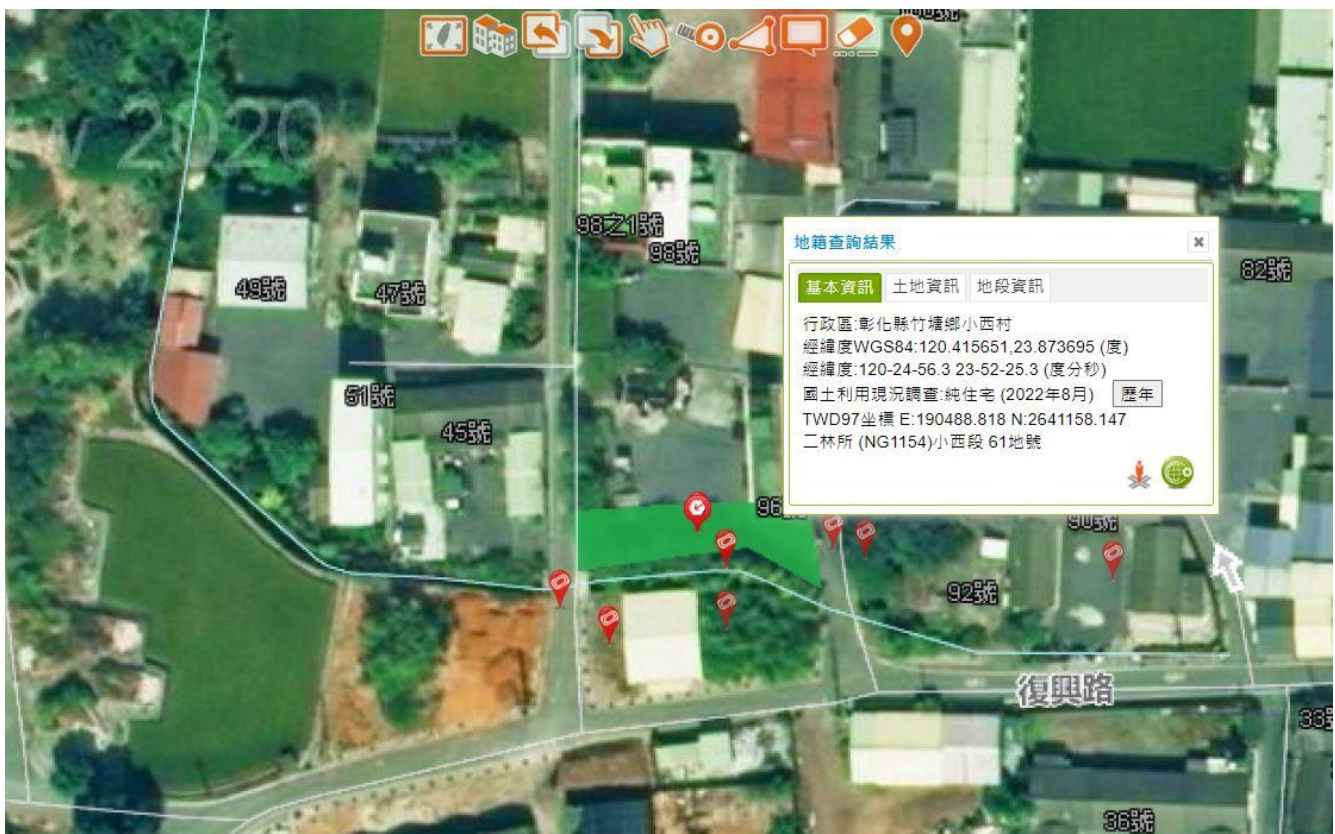 2020
98之1號
98號
49號
47號
82號
地籍查詢結果
基本資訊 土地資訊 地段資訊
行政區:彰化縣竹塘鄉小西村
經緯度WGS84:120.415651,23.873695 (度)
經緯度:120-24-56.3 23-52-25.3 (度分秒)
國土利用現況調查:純住宅 (2022年8月) 歷年
TWD97坐標 E:190488.818 N:2641158.147
二林所 (NG1154)小西段 61地號
51號
45號
96
90號
92號
復興路
33號
36號